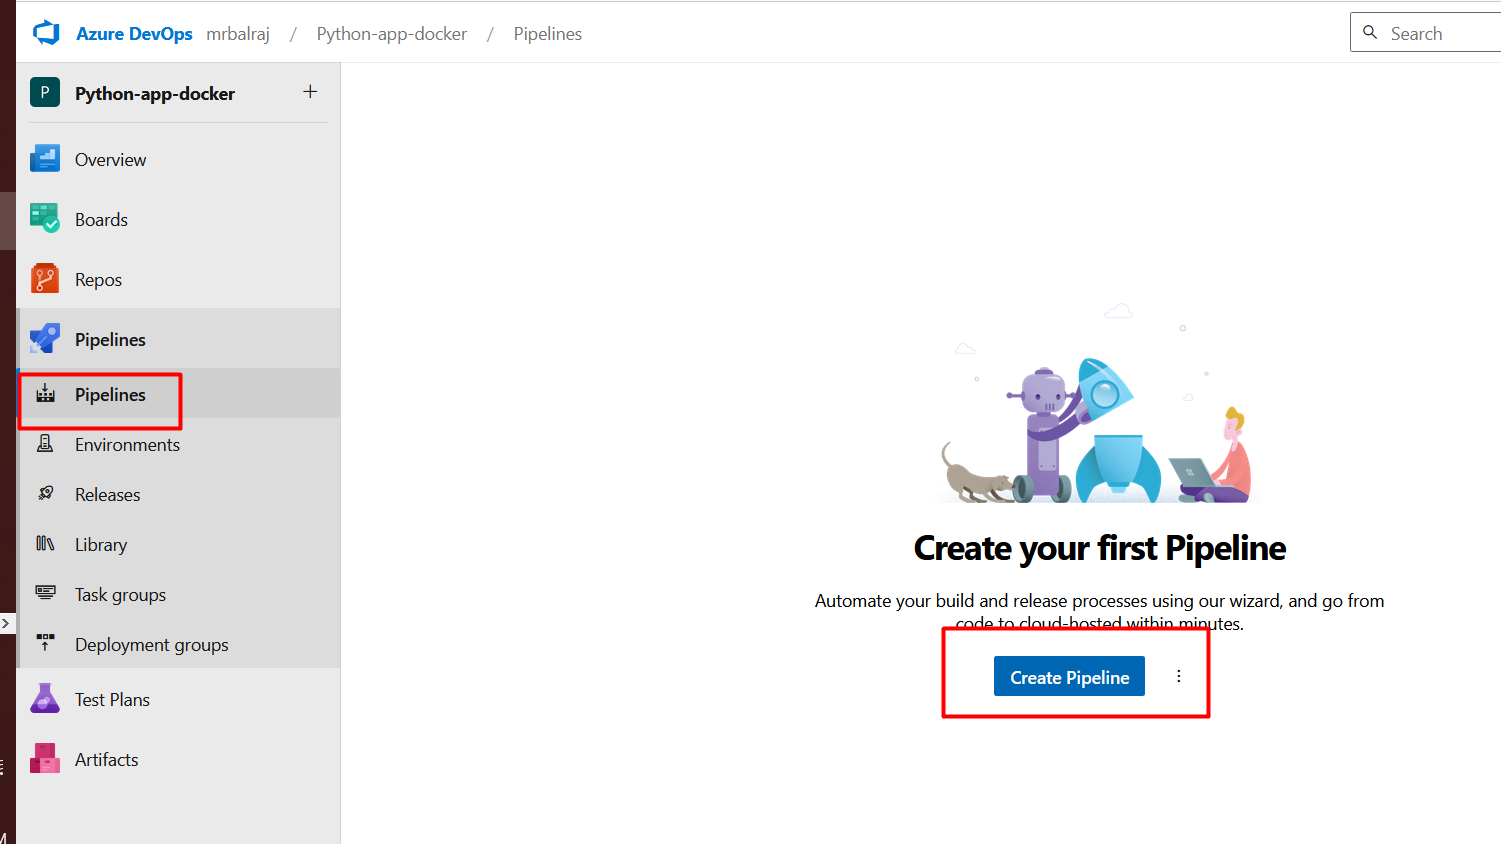 Azure DevOps mrbalraj / Python-app-docker / Pipelines
Search
P Python-app-docker +
Overview
Boards
Repos
Pipelines
Pipelines
Environments
Releases
Library
Task groups
Deployment groups
Test Plans
Artifacts
Create your first Pipeline
Automate your build and release processes using our wizard, and go from
code to cloud-hosted within minutes.
Create Pipeline